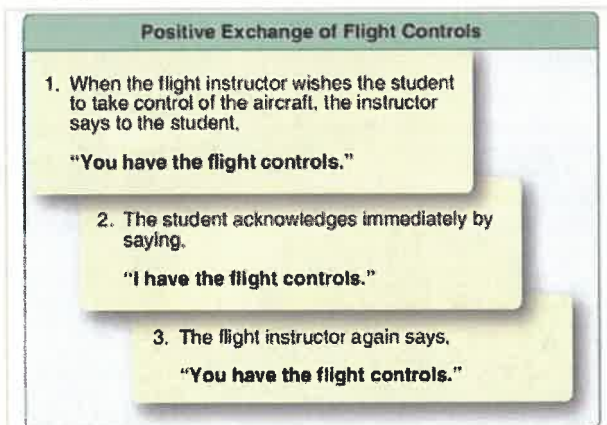 Positive Exchange of Flight Controls
1. When the flight instructor wishes the student
to take control of the aircraft, the instructor
says to the student,
"You have the flight controls."
2. The student acknowledges immediately by
saying,
"I have the flight controls."
3. The flight instructor again says,
"You have the flight controls."